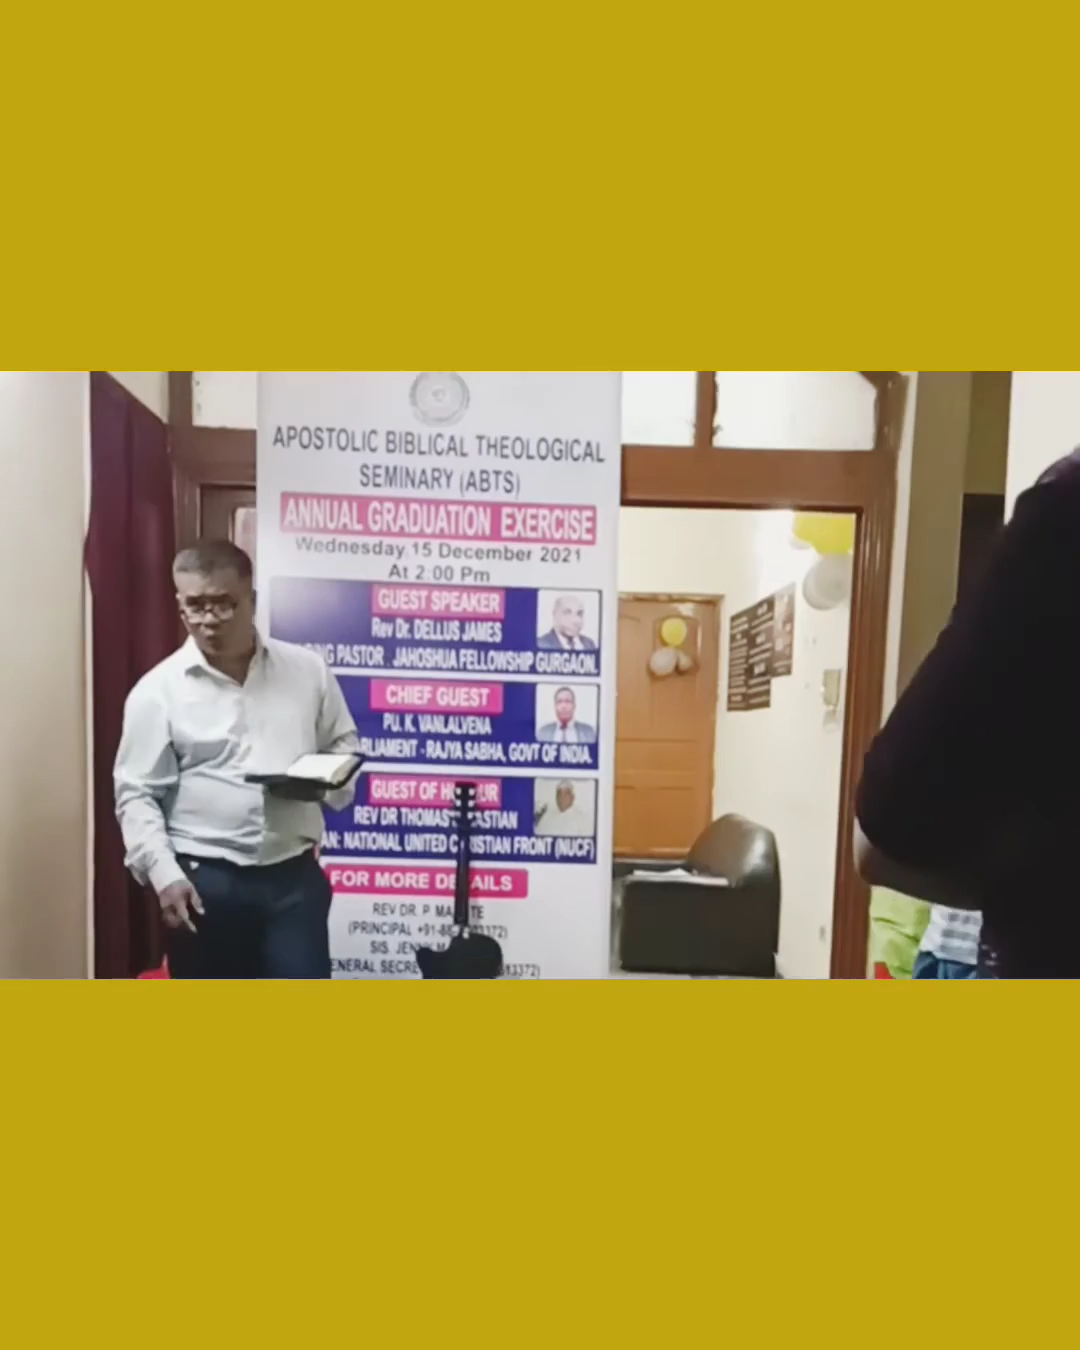 APOSTOLIC BIBLICAL THEOLOGICAL
SEMINARY (ABTS)
ANNUAL GRADUATION EXERCISE
Wednesday, 15 December 2021
At 2:00 Pm
GUEST SPEAKER
Rev Dr. DELLUS JAMES
PASTOR . JAHOSHUA FELLOWSHIP GURGAON.
CHIEF GUEST
PU. K. VANLALVENA
- RAJYA SABHA, GOVT OF INDIA.
GUEST OF
REV DR THOMAS
NATIONAL UNITED FRONT (NUCF)
FOR MORE
REV DR. P
(PRINCIPAL
SIS.